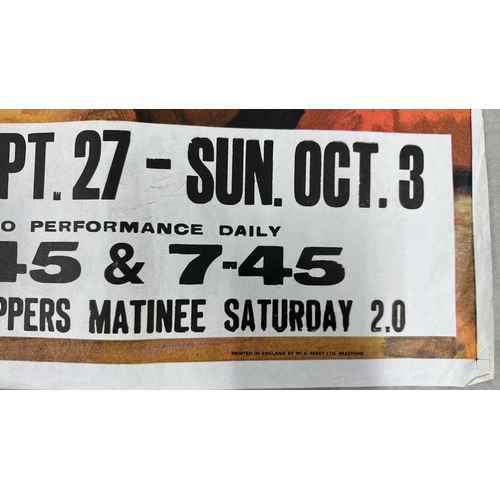 PT. 27 - SUN. OCT. 3
O PERFORMANCE DAILY
45 & 7-45
PPERS MATINEE SATURDAY 2.0
PRINTED IN ENGLAND BY W. E. BERRY LTD. BRADFORD